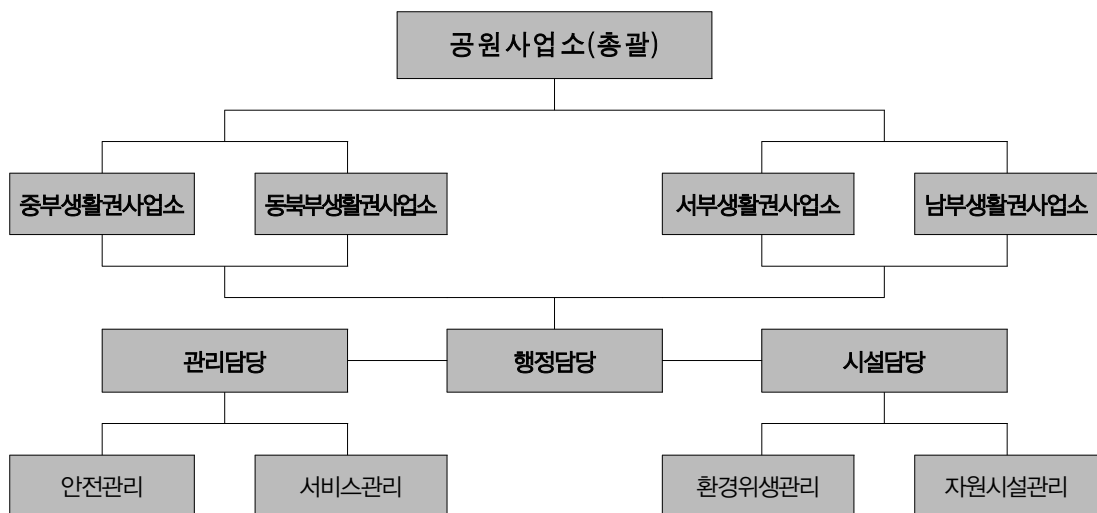 공원사업소(총괄)
중부생활권사업소
동북부생활권사업소
서부생활권사업소
남부생활권사업소
관리담당
행정담당
시설담당
안전관리
서비스관리
환경위생관리
자원시설관리